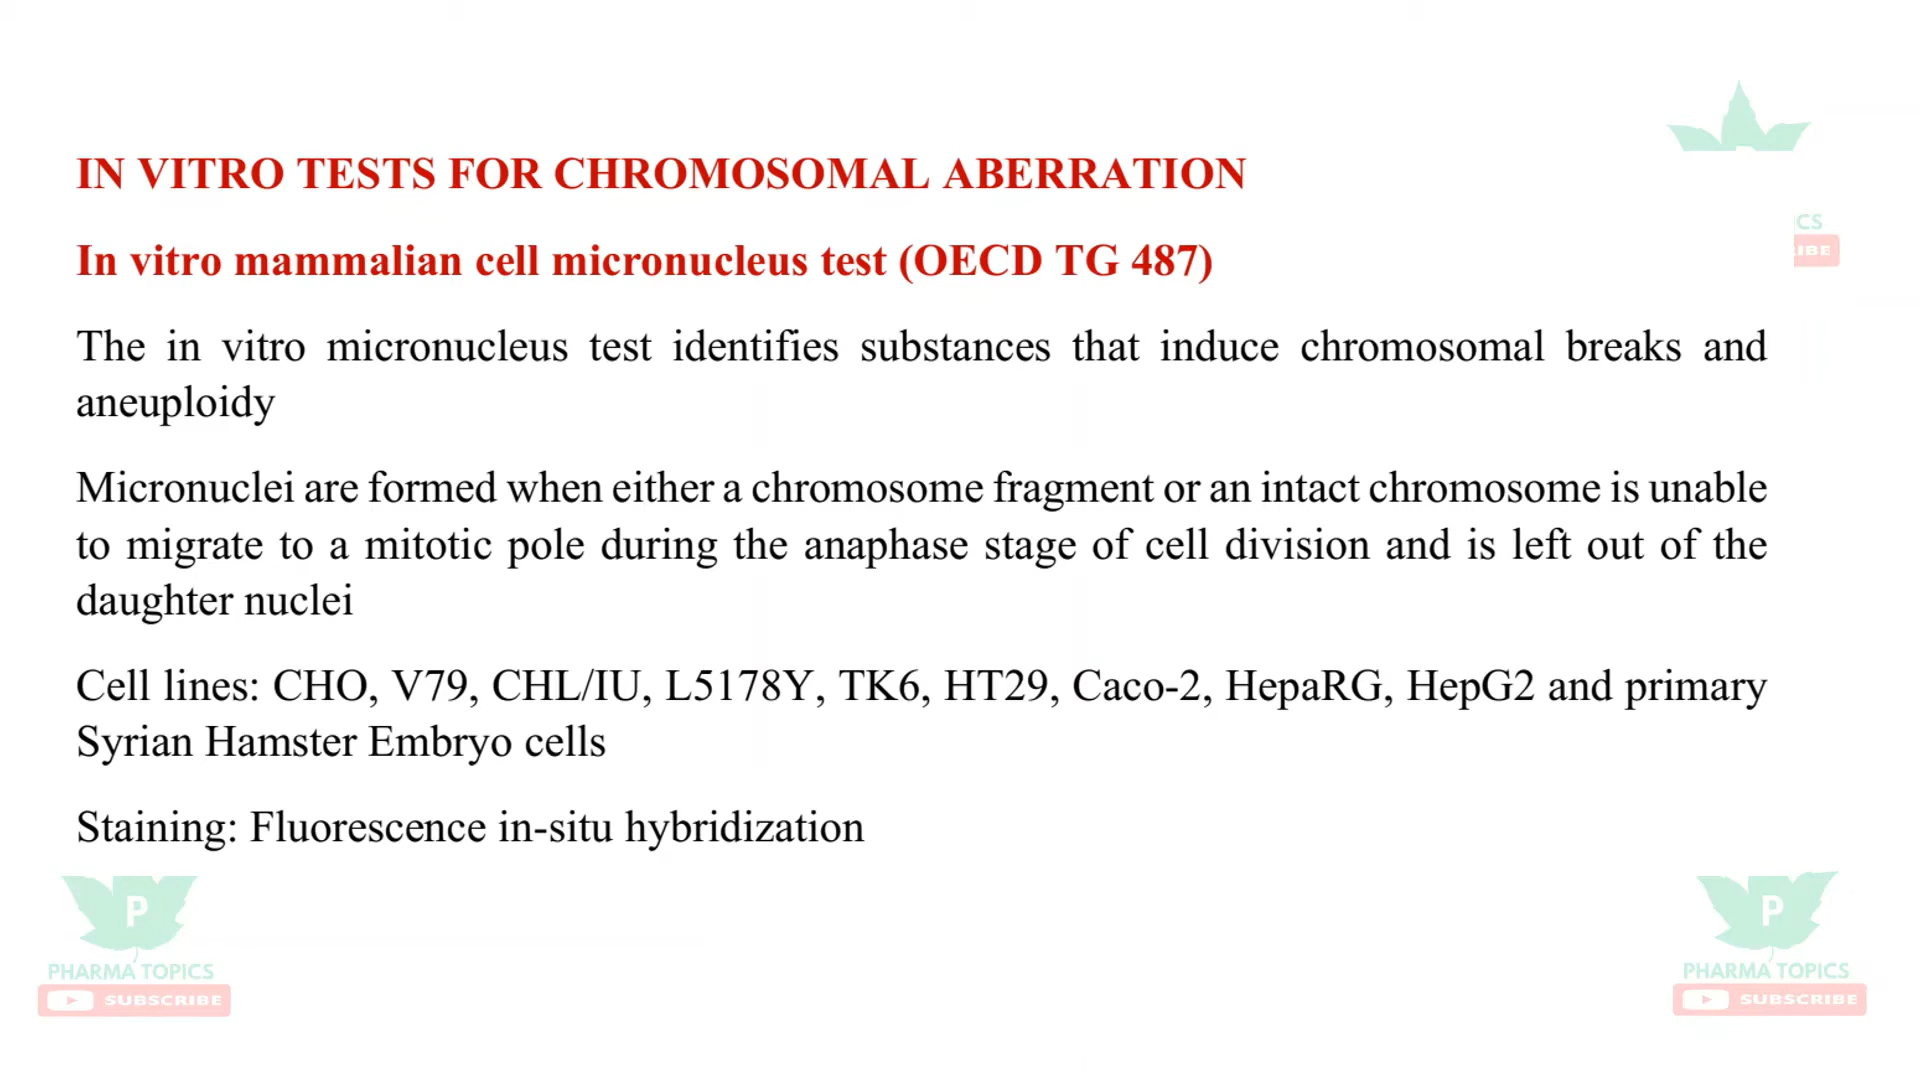 IN VITRO TESTS FOR CHROMOSOMAL ABERRATION
CS
IBE
In vitro mammalian cell micronucleus test (OECD TG 487)
The in vitro micronucleus test identifies substances that induce chromosomal breaks and
aneuploidy
Micronuclei are formed when either a chromosome fragment or an intact chromosome is unable
to migrate to a mitotic pole during the anaphase stage of cell division and is left out of the
daughter nuclei
Cell lines: CHO, V79, CHL/IU, L5178Y, TK6, HT29, Caco-2, HepaRG, HepG2 and primary
Syrian Hamster Embryo cells
Staining: Fluorescence in-situ hybridization
P
PHARMA TOPICS
SUBSCRIBE
P
PHARMA TOPICS
SUBSCRIBE